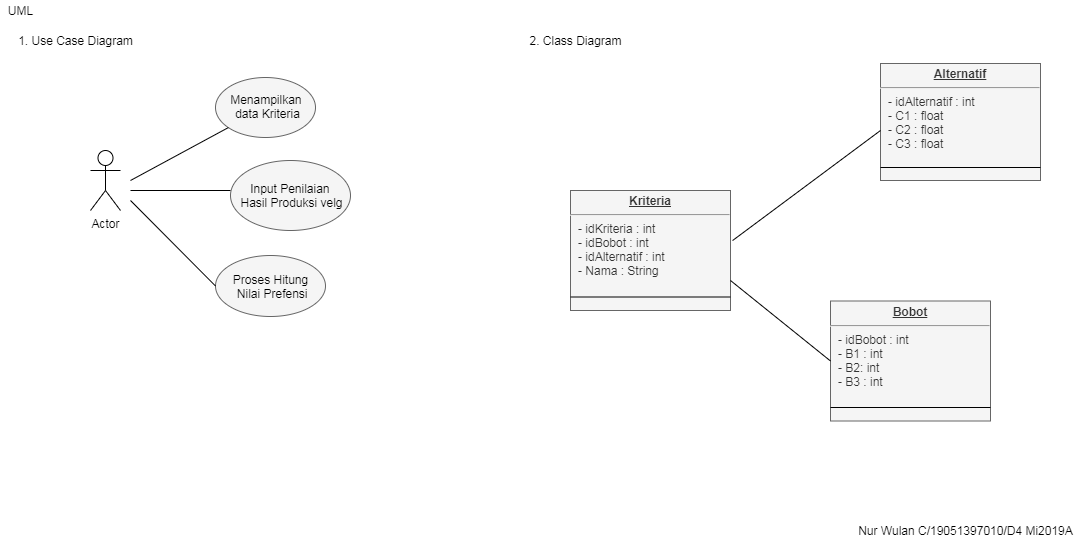 UML
1. Use Case Diagram
Menampilkan
data Kriteria
Actor
Input Penilaian
Hasil Produksi velg
Proses Hitung
Nilai Prefensi
2. Class Diagram
Alternatif
- idAlternatif : int
- C1 : float
- C2 : float
- C3 : float
Kriteria
- idKriteria : int
- idBobot : int
- idAlternatif : int
- Nama : String
Bobot
- idBobot : int
- B1 : int
- B2: int
- B3 : int
Nur Wulan C/19051397010/D4 Mi2019A